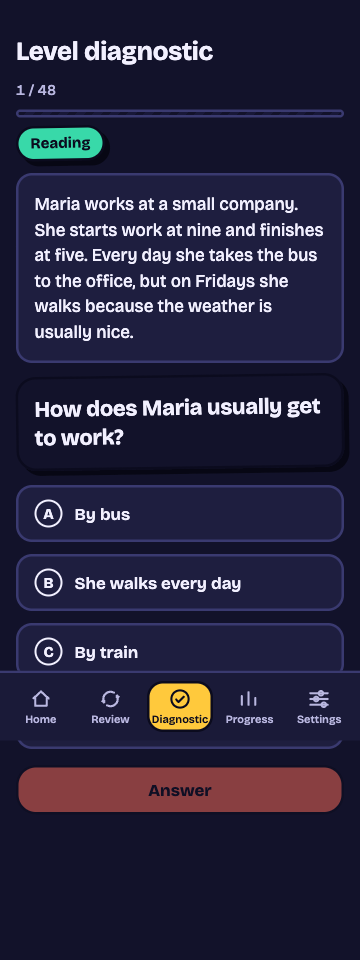 Level diagnostic
1 / 48
Reading
Maria works at a small company.
She starts work at nine and finishes
at five. Every day she takes the bus
to the office, but on Fridays she
walks because the weather is
usually nice.
How does Maria usually get
to work?
A By bus
B She walks every day
C By train
Home Review Diagnostic Progress Settings
Answer